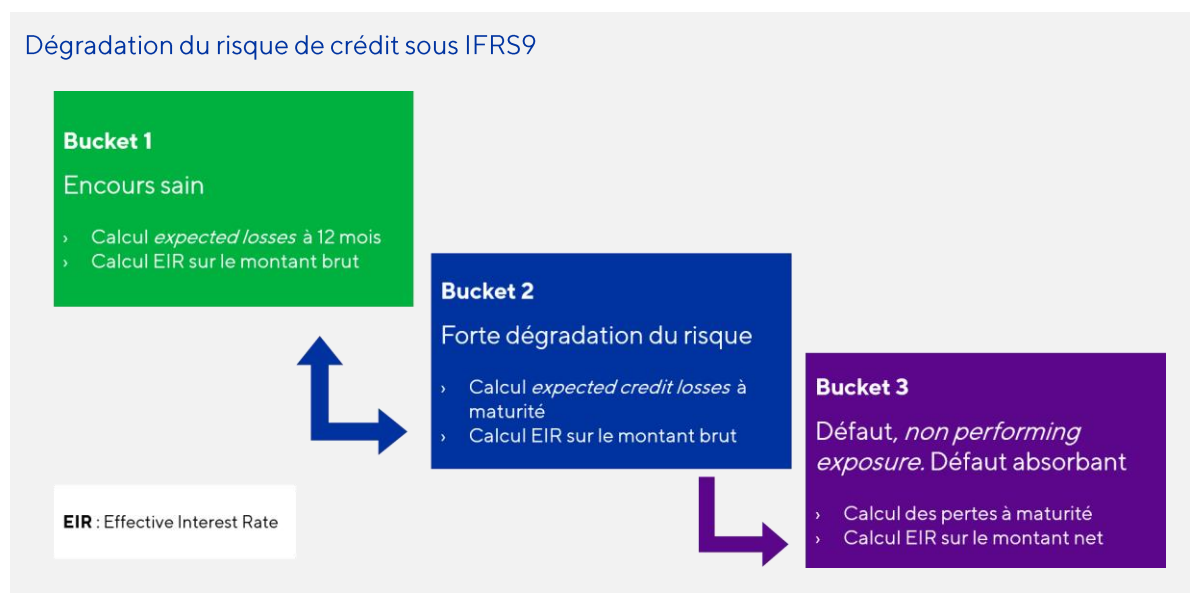 Dégradation du risque de crédit sous IFRS9
Bucket 1
Encours sain
› Calcul expected losses à 12 mois
› Calcul EIR sur le montant brut
Bucket 2
Forte dégradation du risque
› Calcul expected credit losses à
maturité
› Calcul EIR sur le montant brut
Bucket 3
Défaut, non performing
exposure. Défaut absorbant
› Calcul des pertes à maturité
› Calcul EIR sur le montant net
EIR : Effective Interest Rate